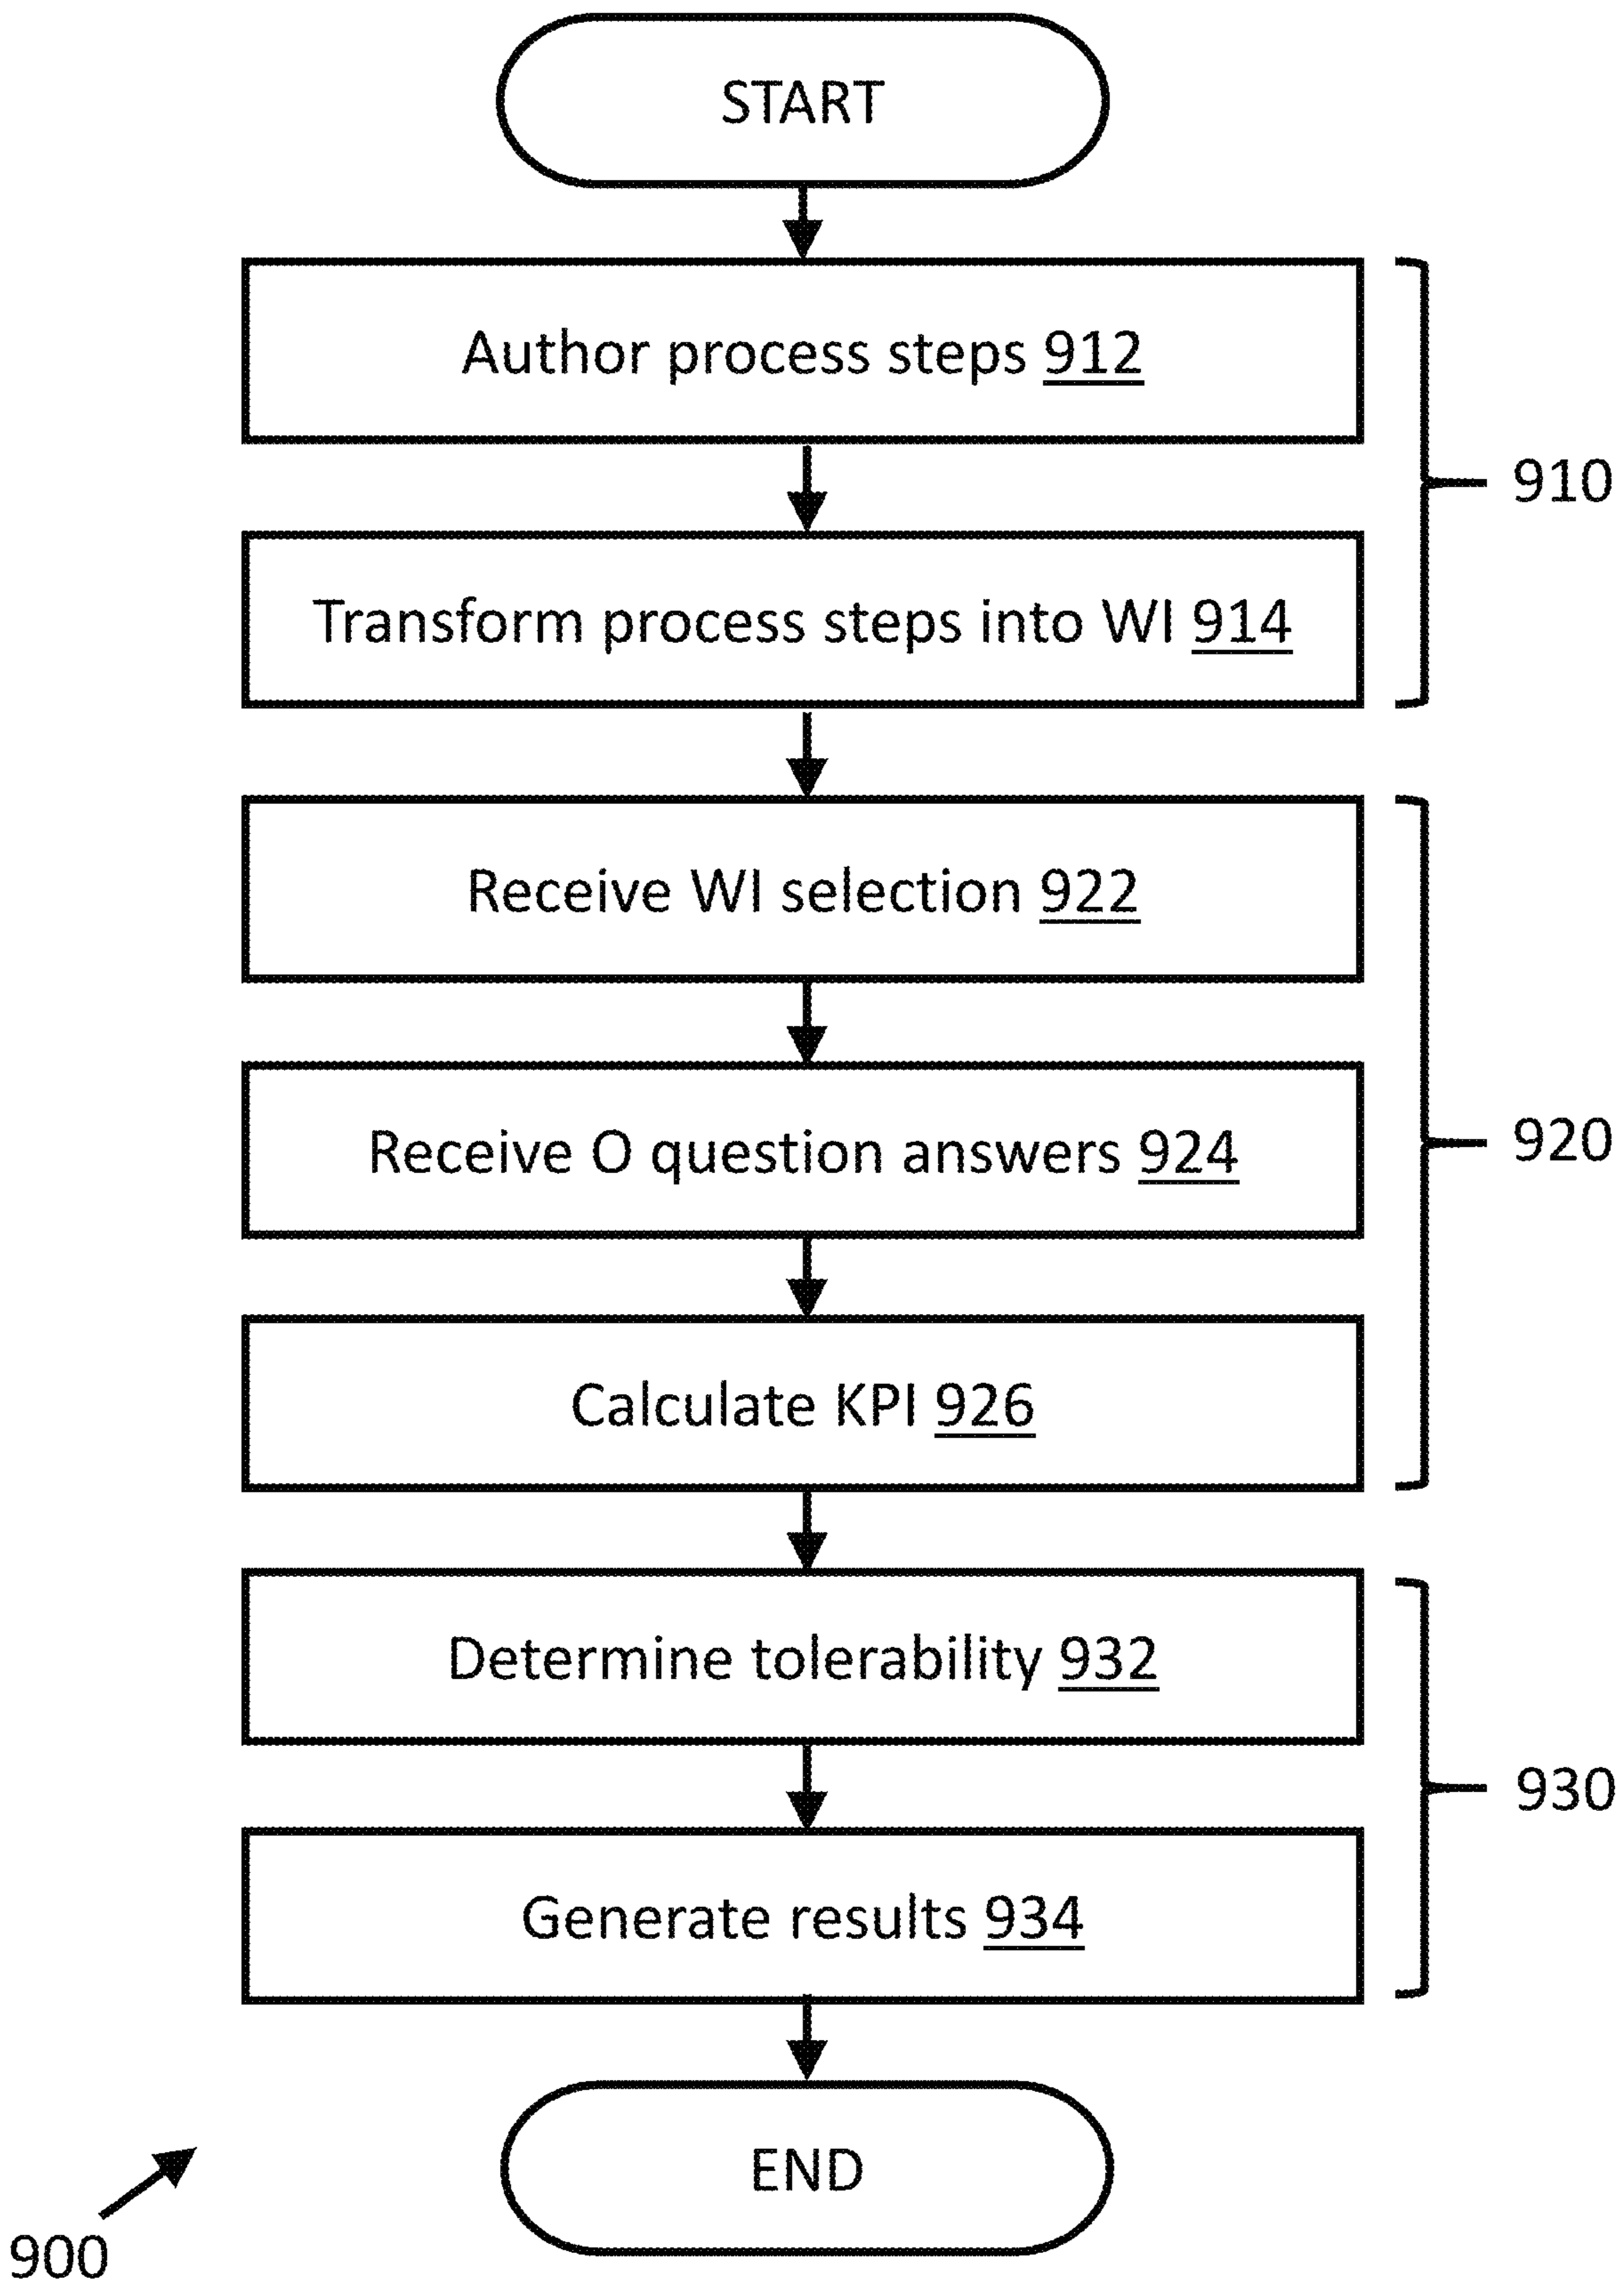 START
Author process steps 912
910
Transform process steps into WI 914
Receive WI selection 922
Receive O question answers 924
920
Calculate KPI 926
Determine tolerability 932
930
Generate results 934
END
900